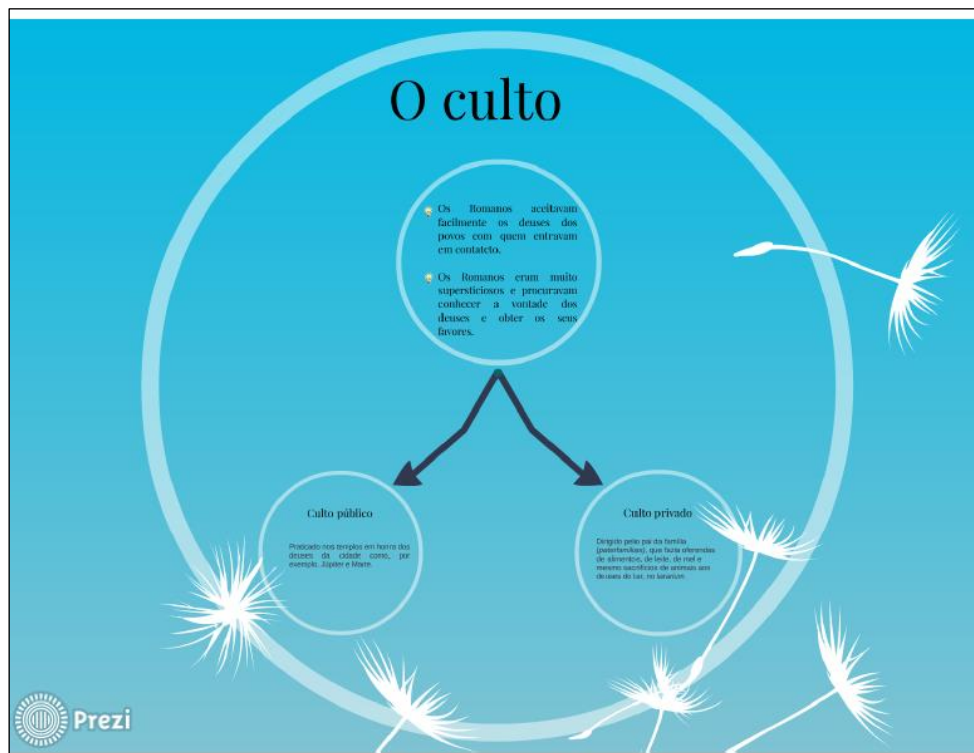 O culto
Os Romanos aceitavam
facilmente os deuses dos
povos com quem entravam
em contateto.
Os Romanos eram muito
supersticiosos e procuravam
conhecer a vontade dos
deuses e obter os seus
favores.
Culto público
Praticado nos templos em honra dos
deuses da cidade como, por
exemplo, Júpiter e Marte.
Culto privado
Dirigido pelo pai da família
(paterfamilias), que fazia oferendas
de alimentos, de leite, de mel e
mesmo sacrifícios de animais aos
deuses do lar, no lararium
Prezi